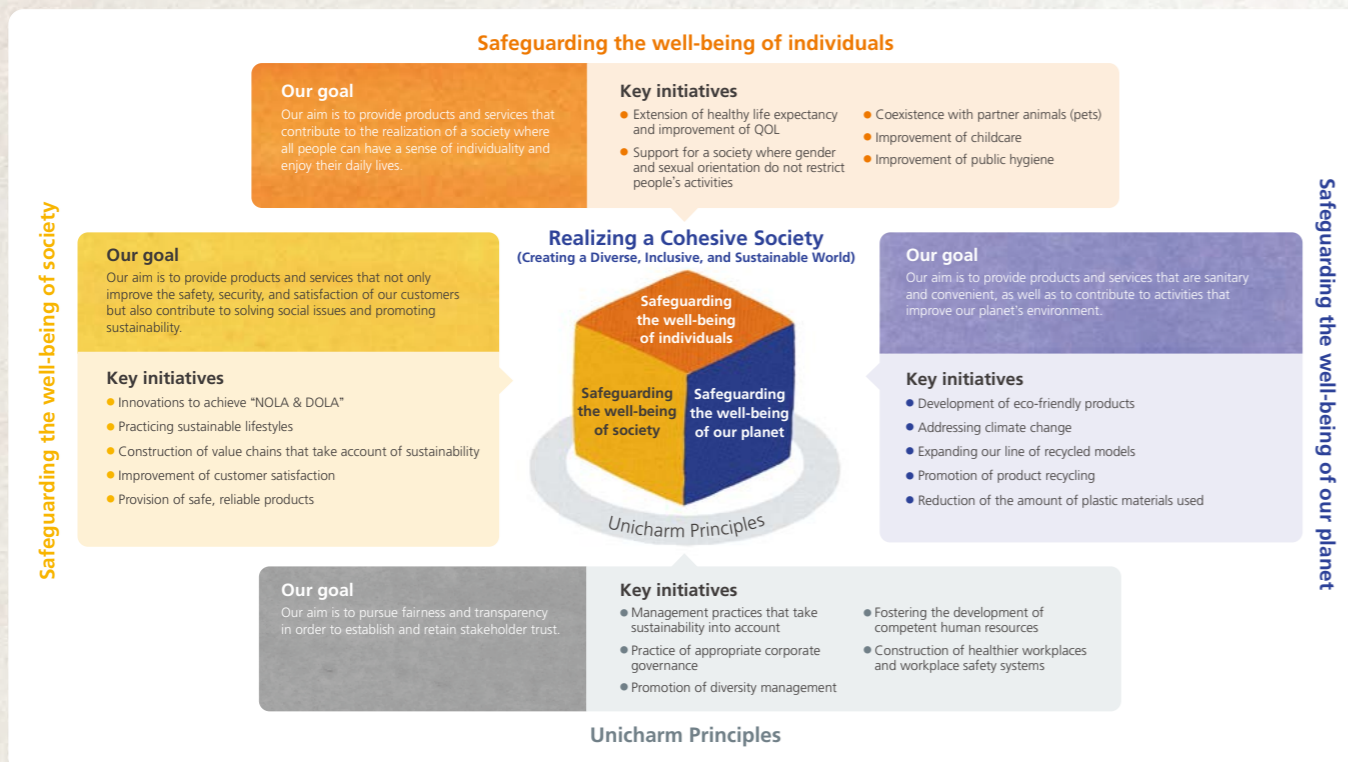 Safeguarding the well-being of individuals
Our goal
Our aim is to provide products and services that
contribute to the realization of a society where
all people can have a sense of individuality and
enjoy their daily lives.
Key initiatives
● Extension of healthy life expectancy
and improvement of QOL
● Support for a society where gender
and sexual orientation do not restrict
people's activities
● Coexistence with partner animals (pets)
● Improvement of childcare
● Improvement of public hygiene
Safeguarding the well-being of society
Our goal
Our aim is to provide products and services that not only
improve the safety, security, and satisfaction of our customers
but also contribute to solving social issues and promoting
sustainability.
Key initiatives
● Innovations to achieve “NOLA & DOLA”
● Practicing sustainable lifestyles
● Construction of value chains that take account of sustainability
● Improvement of customer satisfaction
● Provision of safe, reliable products
Realizing a Cohesive Society
(Creating a Diverse, Inclusive, and Sustainable World)
Safeguarding
the well-being
of individuals
Safeguarding
the well-being
of society
Safeguarding
the well-being
of our planet
Unicharm Principles
Our goal
Our aim is to provide products and services that are sanitary
and convenient, as well as to contribute to activities that
improve our planet's environment.
Key initiatives
● Development of eco-friendly products
● Addressing climate change
● Expanding our line of recycled models
● Promotion of product recycling
● Reduction of the amount of plastic materials used
Safeguarding the well-being of our planet
Our goal
Our aim is to pursue fairness and transparency
in order to establish and retain stakeholder trust.
Key initiatives
● Management practices that take
sustainability into account
● Practice of appropriate corporate
governance
● Promotion of diversity management
● Fostering the development of
competent human resources
● Construction of healthier workplaces
and workplace safety systems
Unicharm Principles